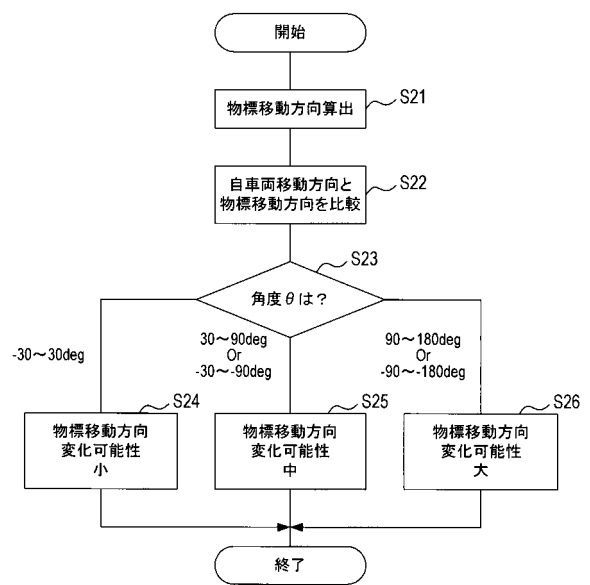 開始
物標移動方向算出
S21
自車両移動方向と
物標移動方向を比較
S22
S23
角度θは?
-30～30deg
30～90deg
Or
-30～-90deg
90～180deg
Or
-90～-180deg
S24
物標移動方向
変化可能性
小
S25
物標移動方向
変化可能性
中
S26
物標移動方向
変化可能性
大
終了